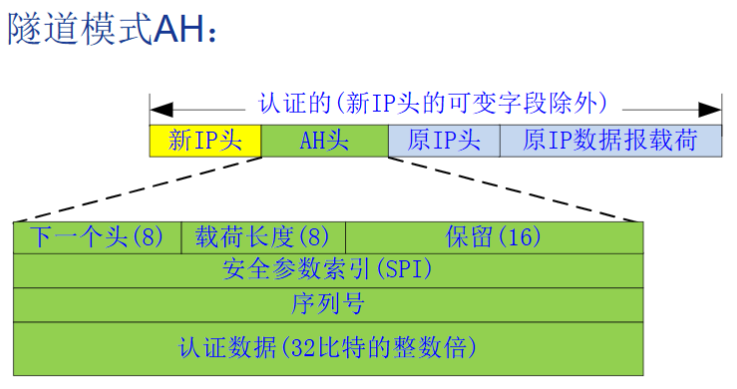 隧道模式AH：
认证的(新IP头的可变字段除外)
新IP头 AH头 原IP头 原IP数据报载荷
下一个头(8) 载荷长度(8) 保留(16)
安全参数索引(SPI)
序列号
认证数据(32比特的整数倍)